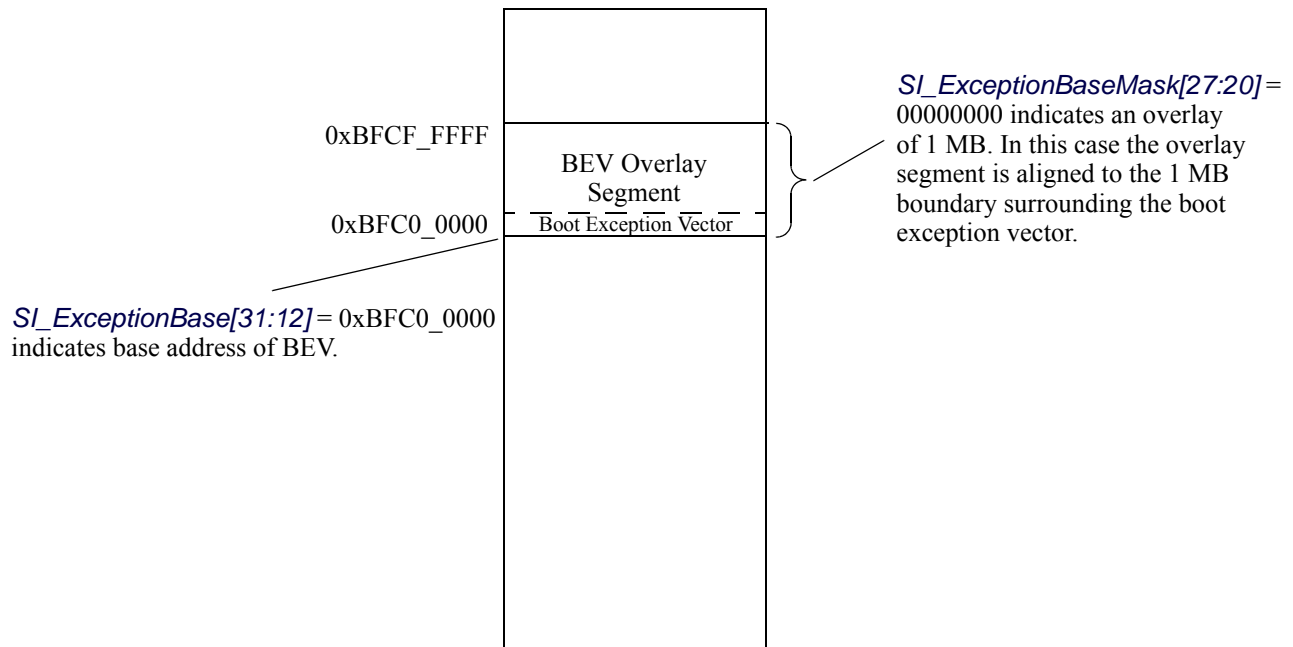 SI_ExceptionBaseMask[27:20] =
00000000 indicates an overlay
of 1 MB. In this case the overlay
segment is aligned to the 1 MB
boundary surrounding the boot
exception vector.
0xBFCF_FFFF
BEV Overlay
Segment
0xBFC0_0000
Boot Exception Vector
SI_ExceptionBase[31:12] = 0xBFC0_0000
indicates base address of BEV.